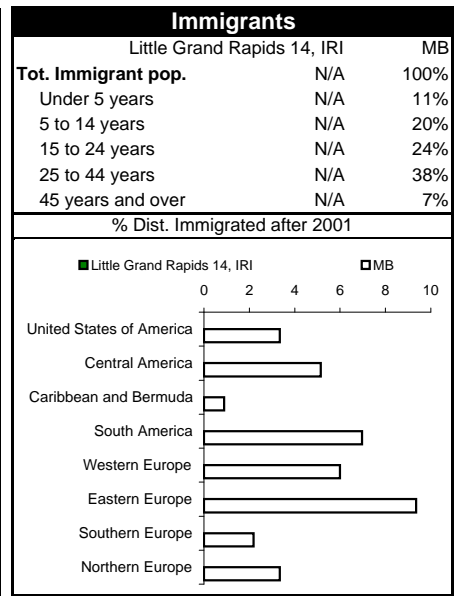 Immigrants
Little Grand Rapids 14, IRI MB
Tot. Immigrant pop. N/A 100%
Under 5 years N/A 11%
5 to 14 years N/A 20%
15 to 24 years N/A 24%
25 to 44 years N/A 38%
45 years and over N/A 7%
% Dist. Immigrated after 2001
Little Grand Rapids 14, IRI MB
0 2 4 6 8 10
United States of America
Central America
Caribbean and Bermuda
South America
Western Europe
Eastern Europe
Southern Europe
Northern Europe